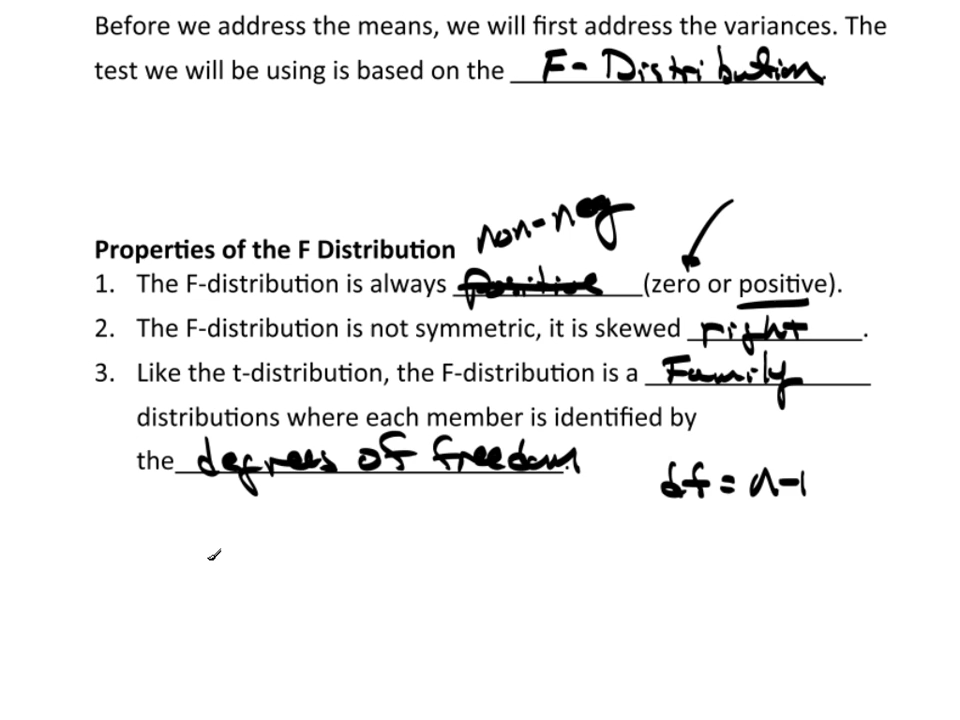 Before we address the means, we will first address the variances. The
test we will be using is based on the F-Distribution
non-neg
Properties of the F Distribution
1. The F-distribution is always positive (zero or positive).
2. The F-distribution is not symmetric, it is skewed right.
3. Like the t-distribution, the F-distribution is a Family
distributions where each member is identified by
the degrees of freedom.
df = n-1